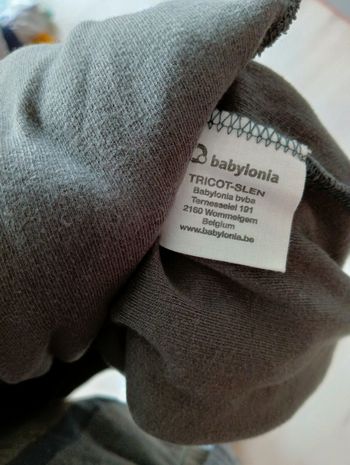 babylonia
TRICOT-SLEN
Babylonia bvba
Ternesselei 191
2160 Wommelgem
Belgium
www.babylonia.be